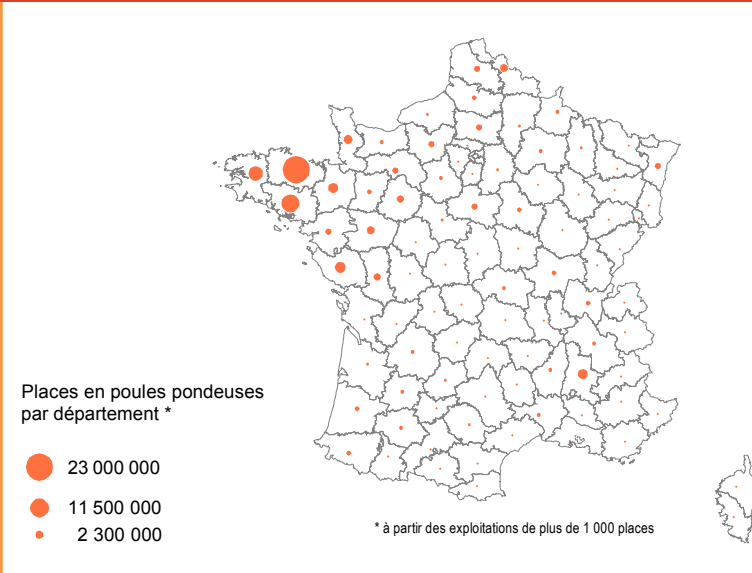 Places en poules pondeuses
par département *
23 000 000
11 500 000
2 300 000
* à partir des exploitations de plus de 1 000 places